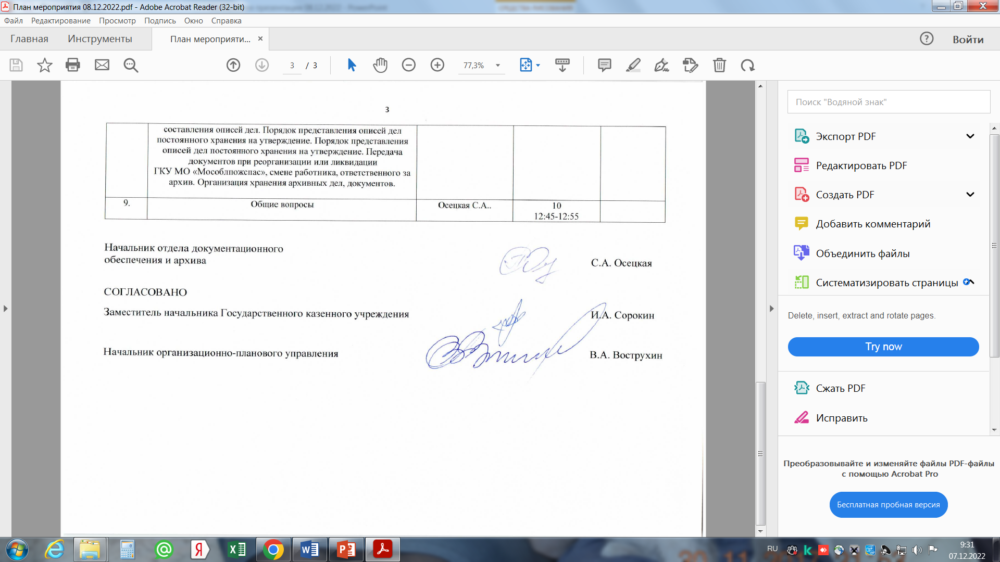 План мероприятия 08.12.2022.pdf - Adobe Acrobat Reader (32-bit)
Файл Редактирование Просмотр Подпись Окно Справка
Главная Инструменты План мероприяти... × Войти
3 / 3 77,3%
3
составления описей дел. Порядок представления описей дел
постоянного хранения на утверждение. Порядок представления
описей дел постоянного хранения на утверждение. Передача
документов при реорганизации или ликвидации
ГКУ МО «Мособлпожспас», смене работника, ответственного за
архив. Организация хранения архивных дел, документов.
9. Общие вопросы Осецкая С.А.. 10
12:45-12:55
Начальник отдела документационного
обеспечения и архива С.А. Осецкая
СОГЛАСОВАНО
Заместитель начальника Государственного казенного учреждения И.А. Сорокин
Начальник организационно-планового управления В.А. Вострухин
Поиск "Водяной знак"
Экспорт PDF
Редактировать PDF
Создать PDF
Добавить комментарий
Объединить файлы
Систематизировать страницы
Delete, insert, extract and rotate pages.
Try now
Сжать PDF
Исправить
Преобразовывайте и изменяйте файлы PDF-файлы
с помощью Acrobat Pro
Бесплатная пробная версия
RU
9:31
07.12.2022